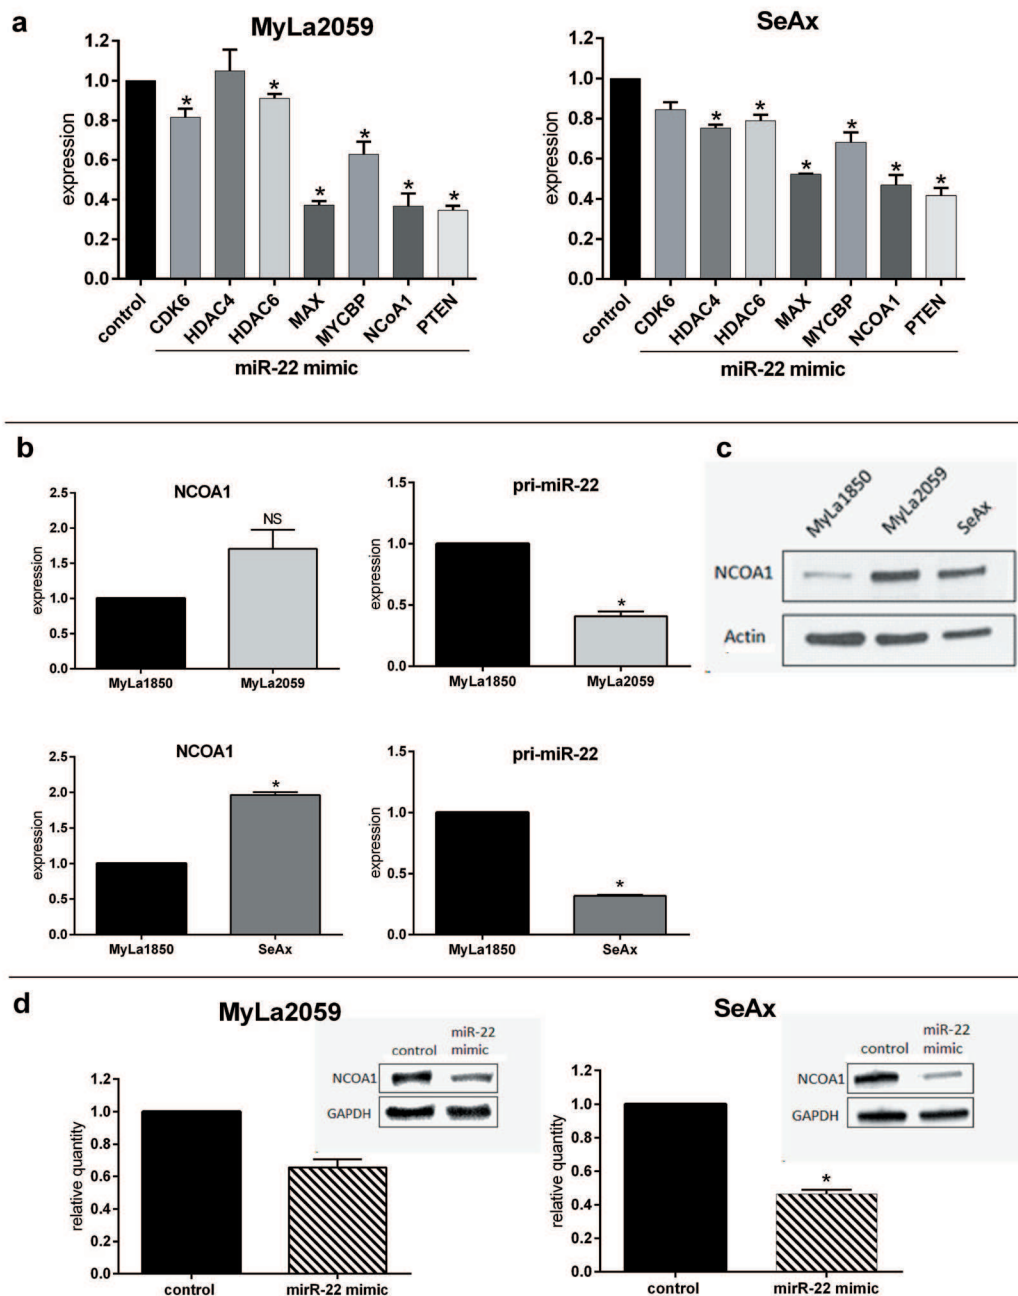 a
MyLa2059
expression
1.2
1.0
0.8
0.6
0.4
0.2
0.0
*
*
*
*
*
*
control
CDK6
HDAC4
HDAC6
MAX
MYCBP
NCoA1
PTEN
miR-22 mimic
SeAx
expression
1.2
1.0
0.8
0.6
0.4
0.2
0.0
*
*
*
*
*
*
control
CDK6
HDAC4
HDAC6
MAX
MYCBP
NCOA1
PTEN
miR-22 mimic
b
NCOA1
expression
2.5
2.0
1.5
1.0
0.5
0.0
NS
MyLa1850 MyLa2059
pri-miR-22
expression
1.5
1.0
0.5
0.0
*
MyLa1850 MyLa2059
NCOA1
expression
2.5
2.0
1.5
1.0
0.5
0.0
*
MyLa1850 SeAx
pri-miR-22
expression
1.5
1.0
0.5
0.0
*
MyLa1850 SeAx
c
MyLa1850
MyLa2059
SeAx
NCOA1
Actin
d
MyLa2059
relative quantity
1.2
1.0
0.8
0.6
0.4
0.2
0.0
control mirR-22 mimic
control miR-22 mimic
NCOA1
GAPDH
SeAx
relative quantity
1.2
1.0
0.8
0.6
0.4
0.2
0.0
*
control mirR-22 mimic
control miR-22 mimic
NCOA1
GAPDH